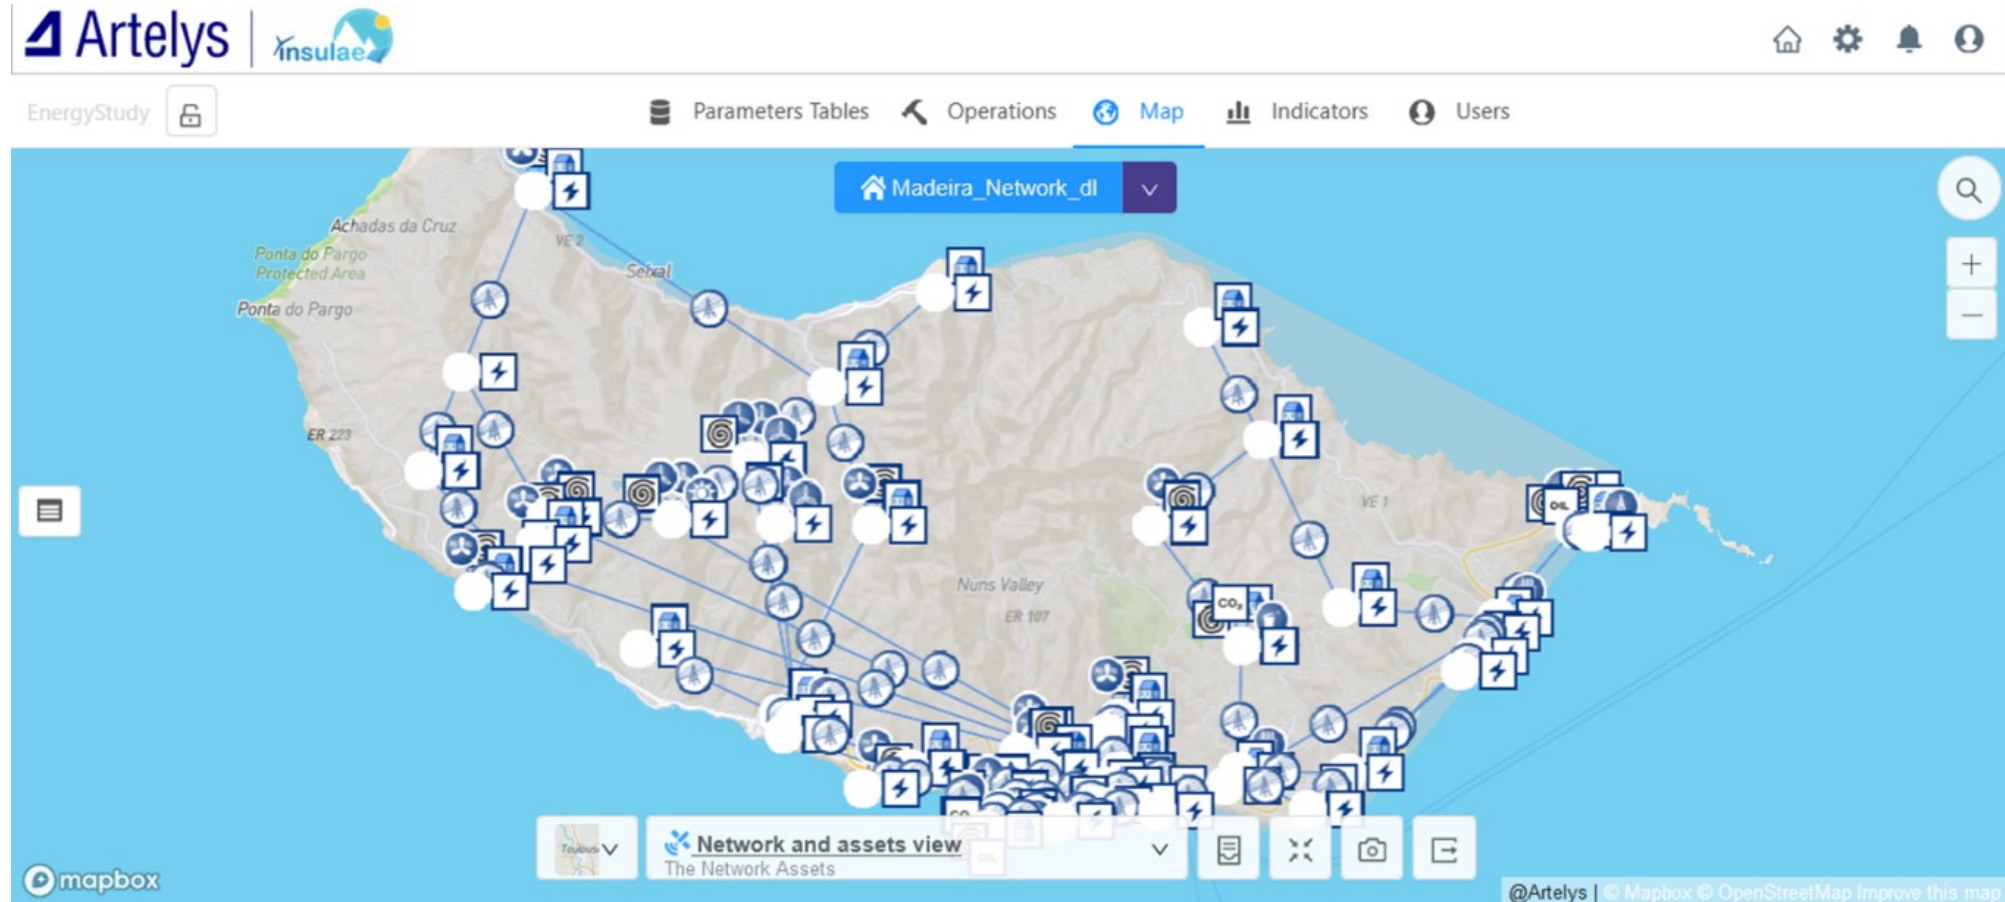 Artelys
insulae
EnergyStudy
Parameters Tables
Operations
Map
Indicators
Users
Madeira_Network_dl
Achadas da Cruz
VE 2
Ponta do Pargo
Protected Area
Seixal
Ponta do Pargo
ER 223
VE 1
OIL
Nuns Valley
CO₂
ER 107
Network and assets view
The Network Assets
OIL
mapbox
@Artelys | © Mapbox © OpenStreetMap Improve this map